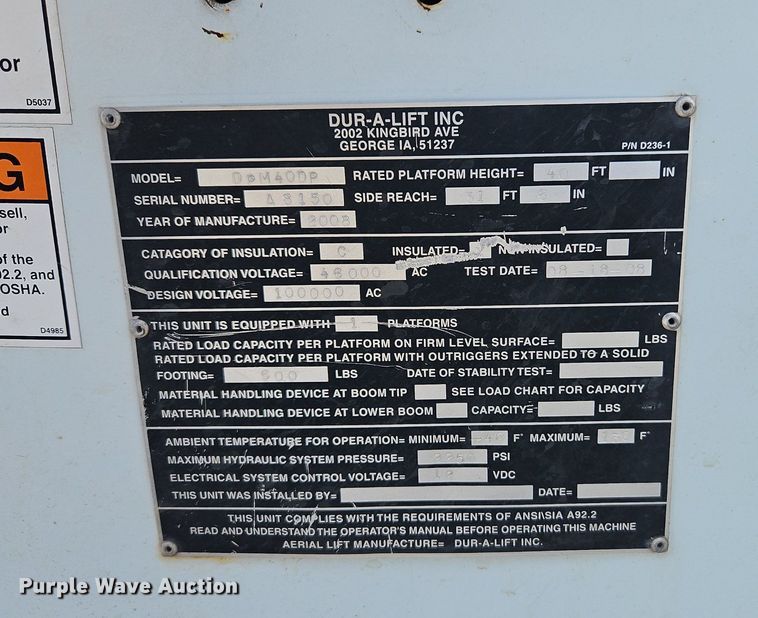 or
D5037
G
sell,
or
of the
92.2, and
OSHA.
d
D4985
DUR-A-LIFT INC
2002 KINGBIRD AVE
GEORGE IA, 51237
P/N D236-1
MODEL= RATED PLATFORM HEIGHT= 40 FT IN
SERIAL NUMBER= A8150 SIDE REACH= 31 FT IN
YEAR OF MANUFACTURE= 2008
CATAGORY OF INSULATION= C INSULATED= NON-INSULATED=
QUALIFICATION VOLTAGE= 46000 AC TEST DATE= 08-18-08
DESIGN VOLTAGE= 100000 AC
THIS UNIT IS EQUIPPED WITH 1 PLATFORMS
RATED LOAD CAPACITY PER PLATFORM ON FIRM LEVEL SURFACE= LBS
RATED LOAD CAPACITY PER PLATFORM WITH OUTRIGGERS EXTENDED TO A SOLID
FOOTING= LBS DATE OF STABILITY TEST=
MATERIAL HANDLING DEVICE AT BOOM TIP SEE LOAD CHART FOR CAPACITY
MATERIAL HANDLING DEVICE AT LOWER BOOM CAPACITY= LBS
AMBIENT TEMPERATURE FOR OPERATION= MINIMUM= -40 F° MAXIMUM= F°
MAXIMUM HYDRAULIC SYSTEM PRESSURE= PSI
ELECTRICAL SYSTEM CONTROL VOLTAGE= 12 VDC
THIS UNIT WAS INSTALLED BY= DATE=
THIS UNIT COMPLIES WITH THE REQUIREMENTS OF ANSI\SIA A92.2
READ AND UNDERSTAND THE OPERATOR'S MANUAL BEFORE OPERATING THIS MACHINE
AERIAL LIFT MANUFACTURE= DUR-A-LIFT INC.
Purple Wave Auction